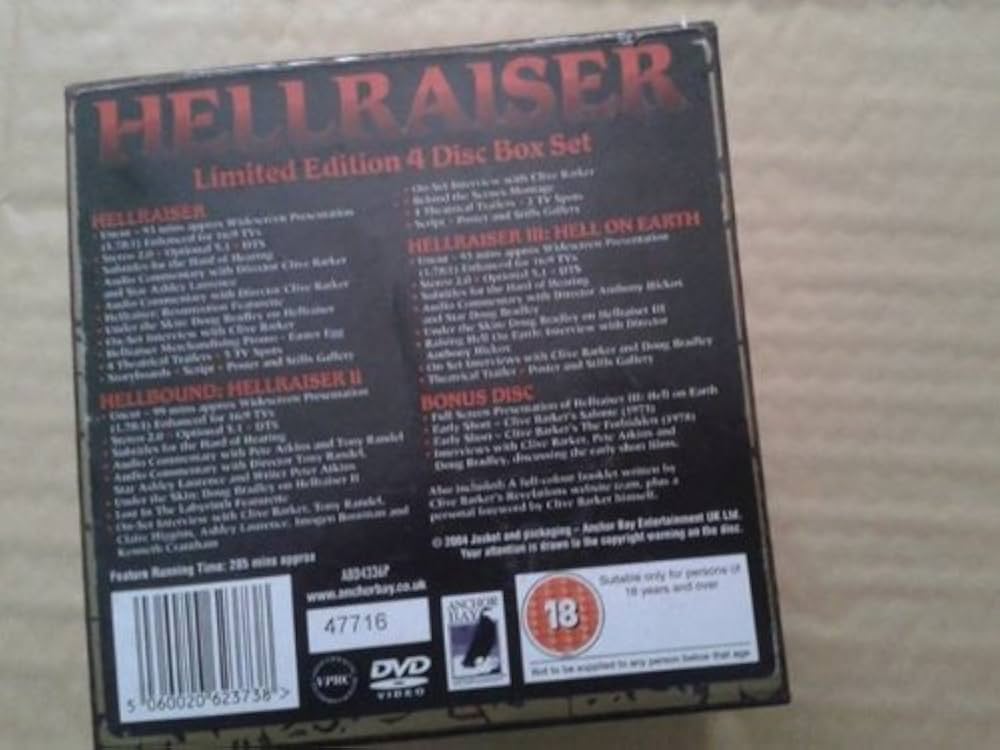 HELLRAISER
Limited Edition 4 Disc Box Set
HELLRAISER
· Uncut - 93 mins approx Widescreen Presentation
(1.78:1) Enhanced for 16x9 TVs
· Stereo 2.0 · Optional 5.1 · DTS
· Subtitles for the Hard of Hearing
· Audio Commentary with Director Clive Barker
and Star Ashley Laurence
· Audio Commentary with Director Clive Barker
· Hellraiser: Resurrection Featurette
· Under the Skin: Doug Bradley on Hellraiser
· On-Set Interview with Clive Barker
· Hellraiser Merchandising Promo - Easter Egg
· 4 Theatrical Trailers · 5 TV Spots
· Storyboards · Script · Poster and Stills Gallery
HELLBOUND: HELLRAISER II
· Uncut - 99 mins approx Widescreen Presentation
(1.78:1) Enhanced for 16x9 TVs
· Stereo 2.0 · Optional 5.1 · DTS
· Subtitles for the Hard of Hearing
· Audio Commentary with Pete Atkins and Tony Randel
· Audio Commentary with Director Tony Randel,
Star Ashley Laurence and Writer Peter Atkins
· Under the Skin: Doug Bradley on Hellraiser II
· Lost In The Labyrinth Featurette
· On-Set Interview with Clive Barker, Tony Randel,
Claire Higgins, Ashley Laurence, Imogen Boorman and
Kenneth Cranham
· On-Set Interview with Clive Barker
· Behind the Scenes Montage
· Theatrical Trailers · 2 TV Spots
· Script · Poster and Stills Gallery
HELLRAISER III: HELL ON EARTH
· Uncut - 93 mins approx Widescreen Presentation
(1.78:1) Enhanced for 16x9 TVs
· Stereo 2.0 · Optional 5.1 · DTS
· Subtitles for the Hard of Hearing
· Audio Commentary with Director Anthony Hickox
and Star Doug Bradley
· Under the Skin: Doug Bradley on Hellraiser III
· Raising Hell On Earth: Interview with Director
Anthony Hickox
· On Set Interviews with Clive Barker and Doug Bradley
· Theatrical Trailer · Poster and Stills Gallery
BONUS DISC
· Full Screen Presentation of Hellraiser III: Hell on Earth
· Early Short - Clive Barker's Salome (1973)
· Early Short - Clive Barker's The Forbidden (1978)
· Interviews with Clive Barker, Pete Atkins and
Doug Bradley, discussing the early short films.
Also included: A full-colour booklet written by
Clive Barker's Revelations website team, plus a
personal foreword by Clive Barker himself.
© 2004 Jacket and packaging - Anchor Bay Entertainment UK Ltd.
Your attention is drawn to the copyright warning on the disc.
Feature Running Time: 285 mins approx
ABD4336P
www.anchorbay.co.uk
47716
5 060020 623738 >
VPRC
DVD
VIDEO
ANCHOR
BAY
18
Suitable only for persons of
18 years and over
Not to be supplied to any person below that age